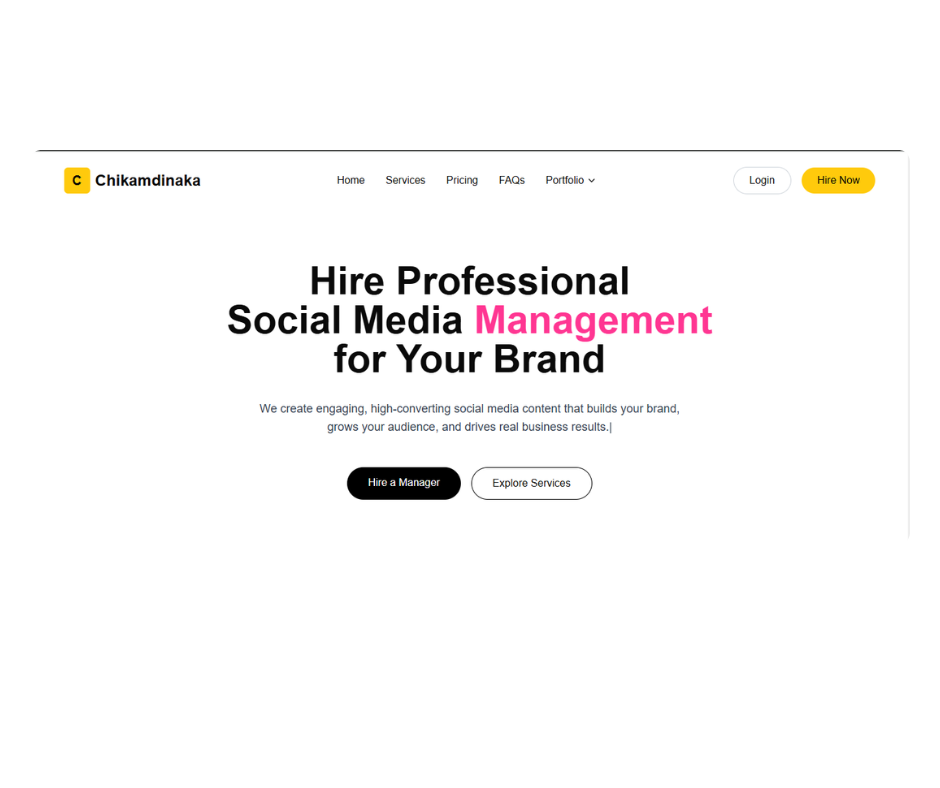 C Chikamdinaka
Home Services Pricing FAQs Portfolio
Login Hire Now
Hire Professional
Social Media Management
for Your Brand
We create engaging, high-converting social media content that builds your brand,
grows your audience, and drives real business results.|
Hire a Manager Explore Services